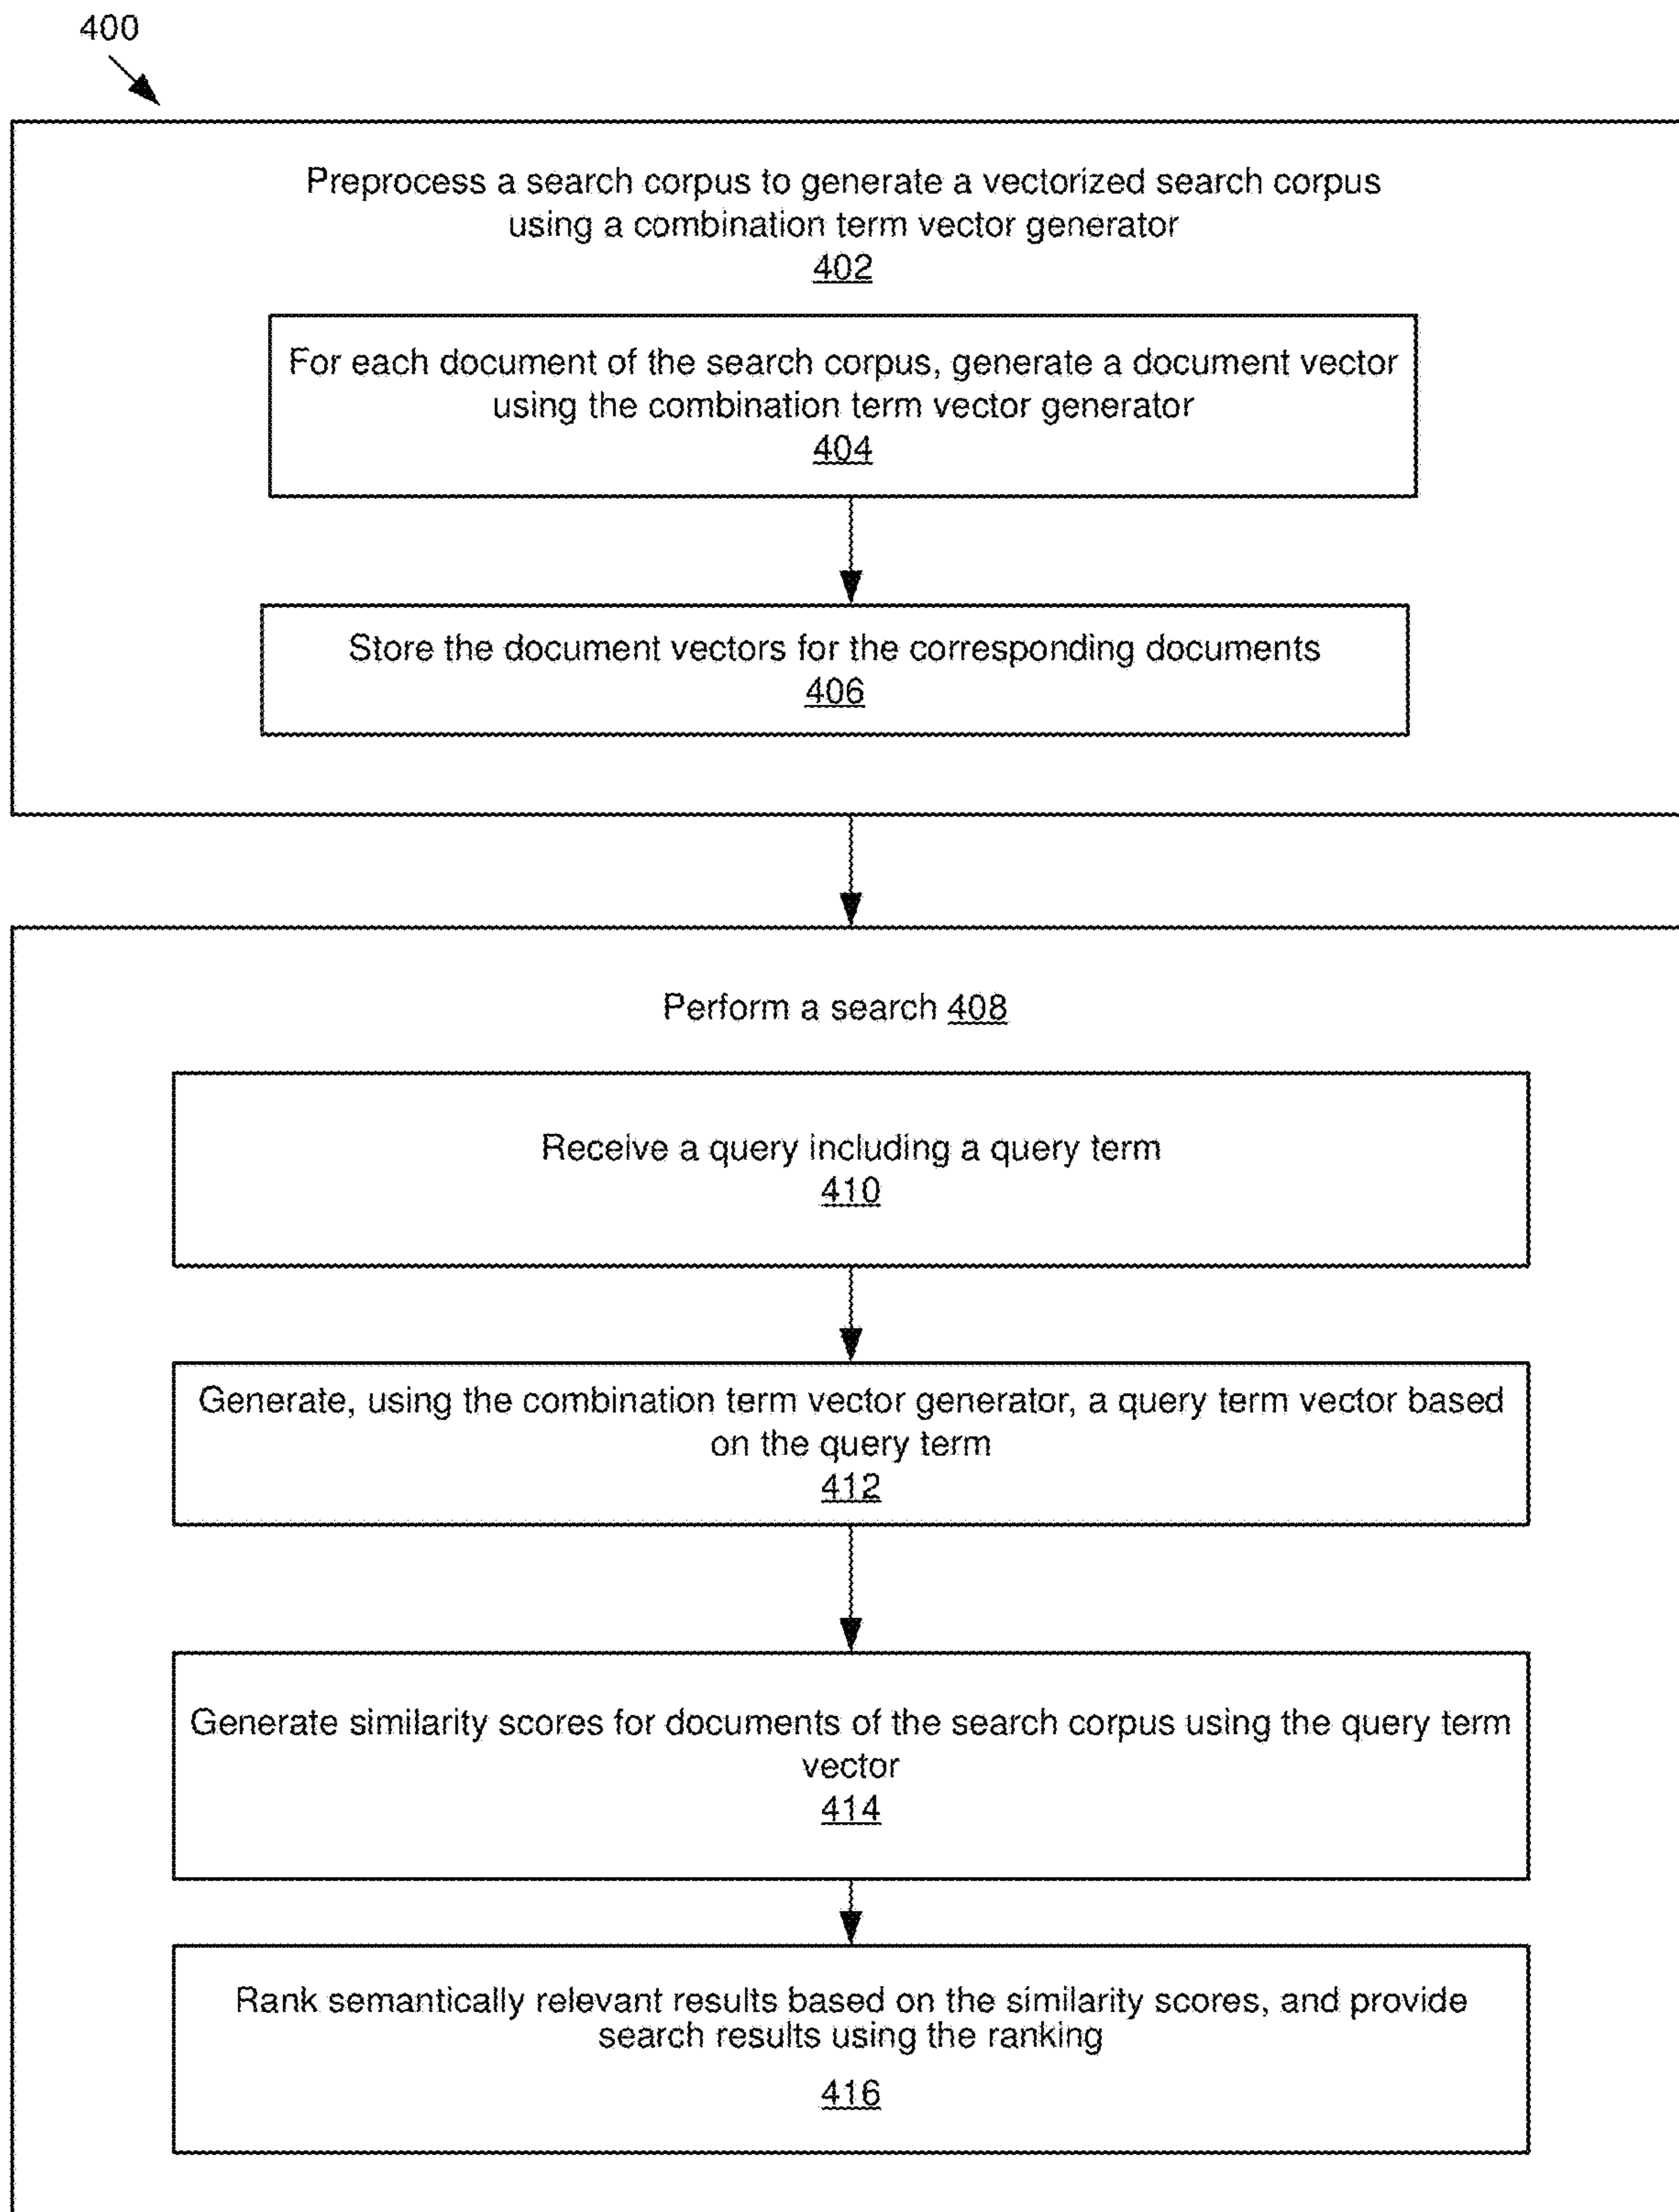 400
Preprocess a search corpus to generate a vectorized search corpus
using a combination term vector generator
402
For each document of the search corpus, generate a document vector
using the combination term vector generator
404
Store the document vectors for the corresponding documents
406
Perform a search 408
Receive a query including a query term
410
Generate, using the combination term vector generator, a query term vector based
on the query term
412
Generate similarity scores for documents of the search corpus using the query term
vector
414
Rank semantically relevant results based on the similarity scores, and provide
search results using the ranking
416